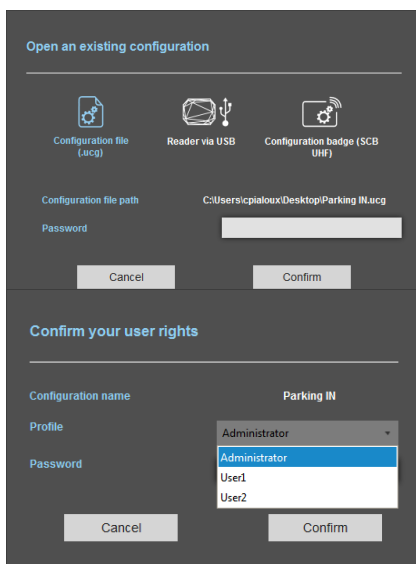 Open an existing configuration
Configuration file
(.ucg)
Reader via USB
Configuration badge (SCB
UHF)
Configuration file path
C:\Users\cpialoux\Desktop\Parking IN.ucg
Password
Cancel
Confirm
Confirm your user rights
Configuration name
Parking IN
Profile
Administrator
Administrator
User1
User2
Password
Cancel
Confirm